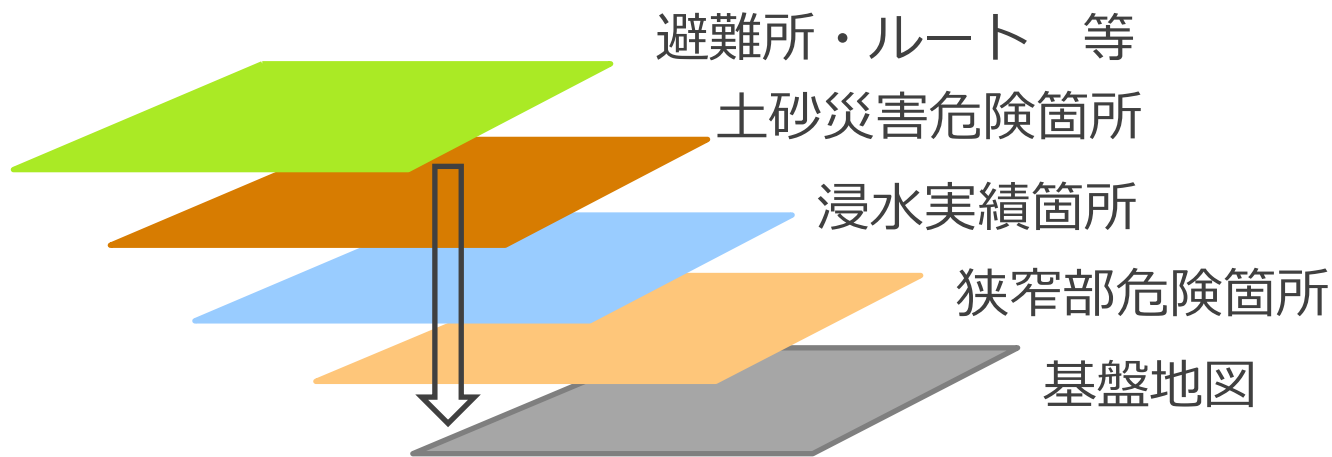 避難所・ルート　等
土砂災害危険箇所
浸水実績箇所
狭窄部危険箇所
基盤地図